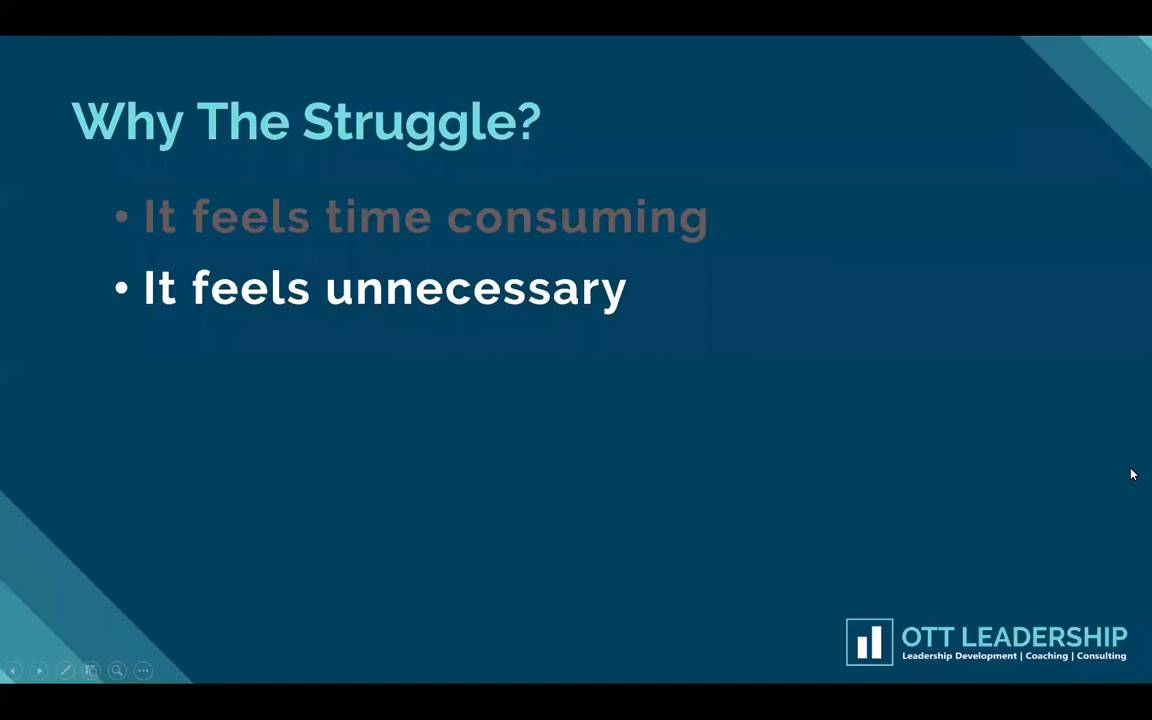 Why The Struggle?
• It feels time consuming
• It feels unnecessary
OTT LEADERSHIP
Leadership Development | Coaching | Consulting